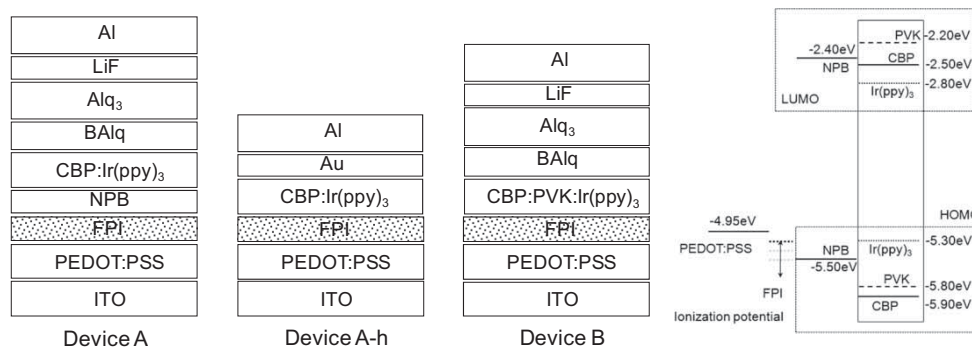 Al
LiF
Alq3
BAlq
CBP:Ir(ppy)3
NPB
FPI
PEDOT:PSS
ITO
Device A
Al
Au
CBP:Ir(ppy)3
FPI
PEDOT:PSS
ITO
Device A-h
Al
LiF
Alq3
BAlq
CBP:PVK:Ir(ppy)3
FPI
PEDOT:PSS
ITO
Device B
PVK -2.20eV
-2.40eV
CBP -2.50eV
NPB
Ir(ppy)3 -2.80eV
LUMO
-4.95eV
HOMO
PEDOT:PSS
NPB
Ir(ppy)3 -5.30eV
-5.50eV
PVK -5.80eV
FPI
CBP -5.90eV
Ionization potential